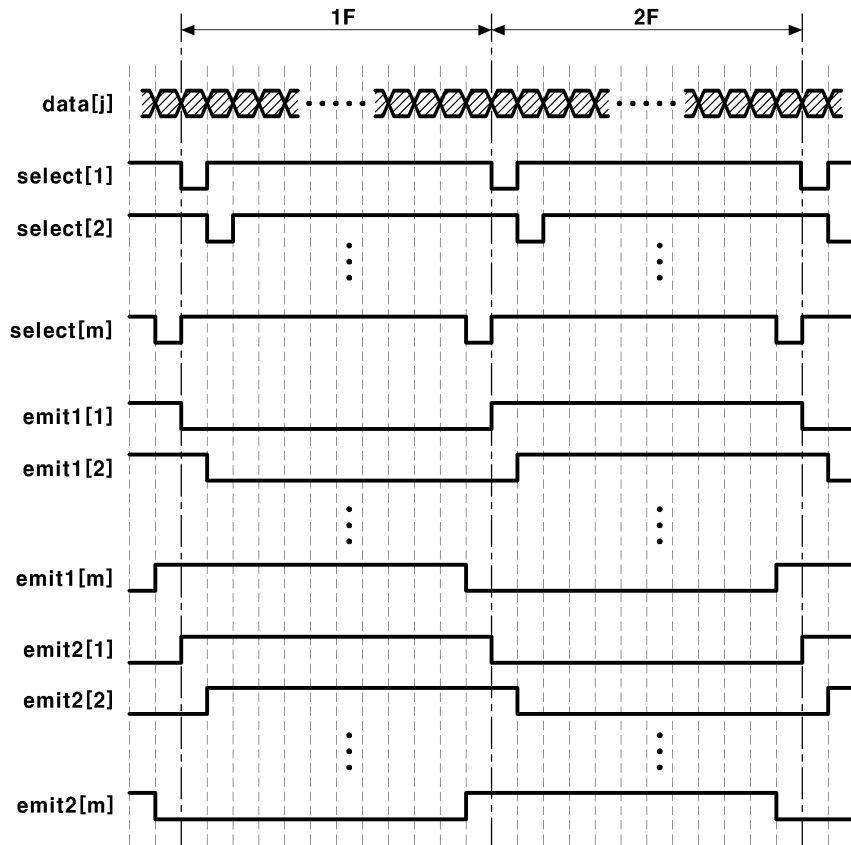 1F 2F
data[j]
select[1]
select[2]
select[m]
emit1[1]
emit1[2]
emit1[m]
emit2[1]
emit2[2]
emit2[m]